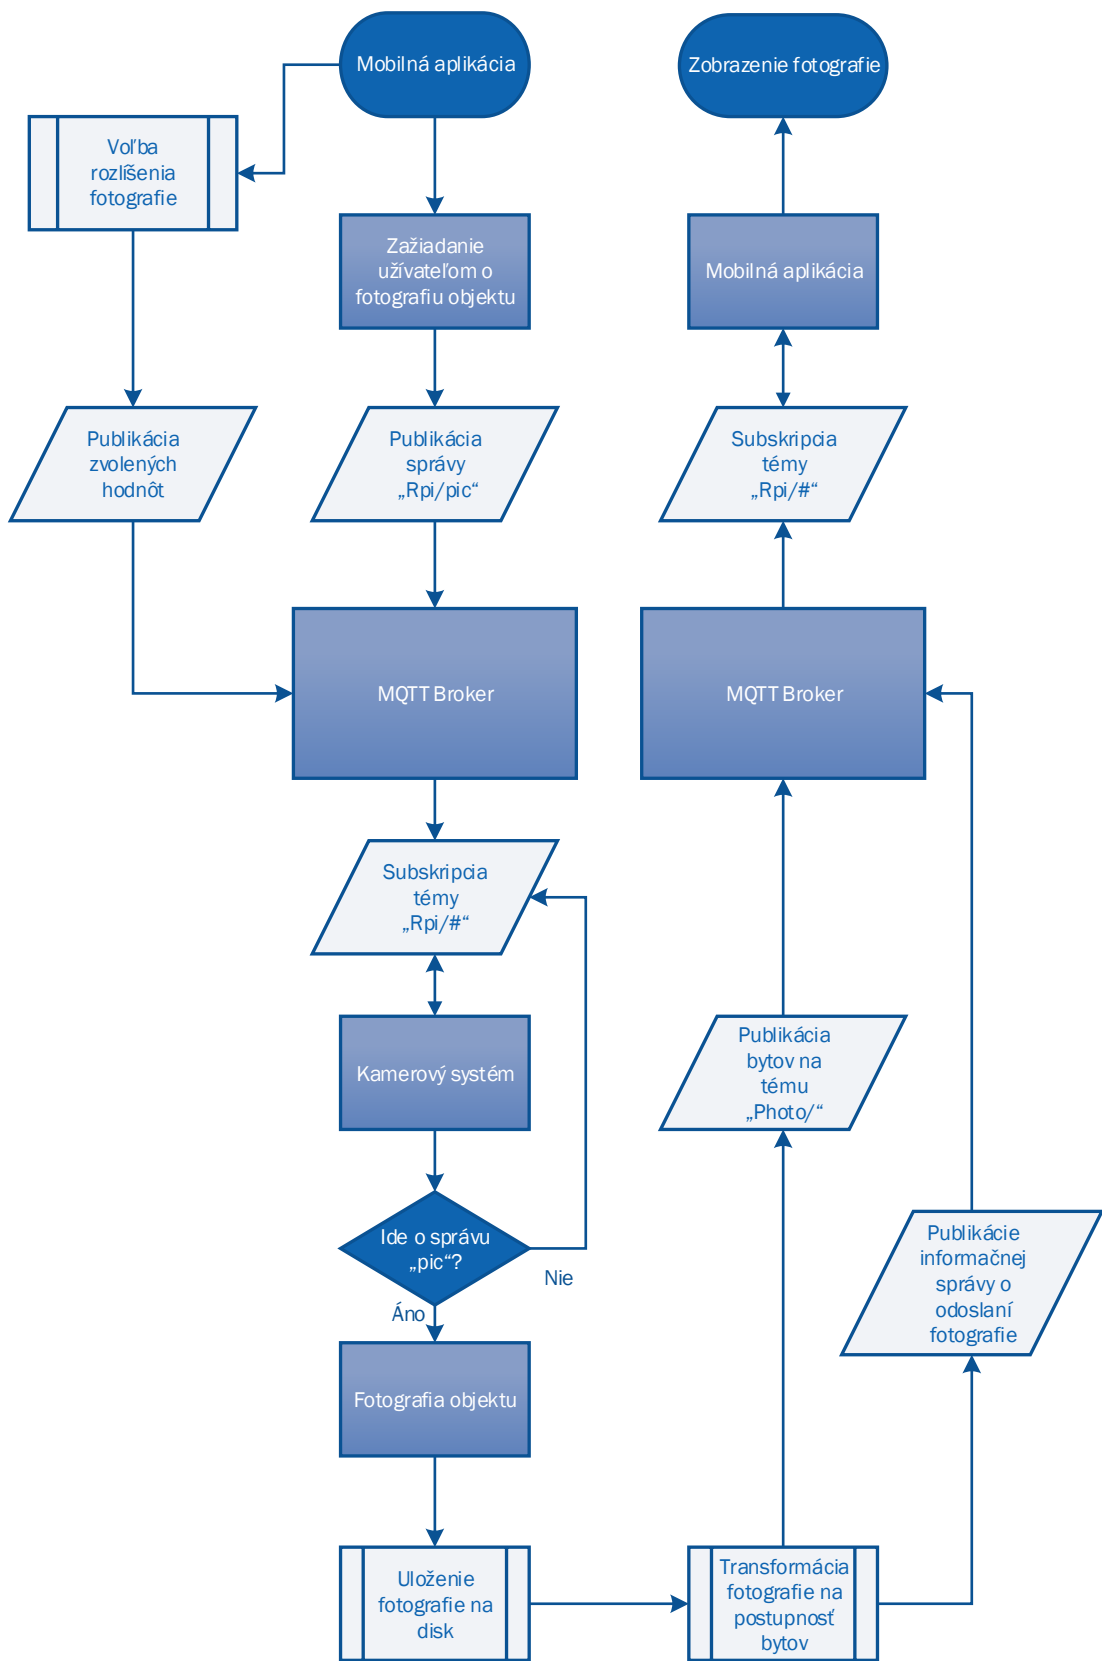 Mobilná aplikácia
Zobrazenie fotografie
Voľba
rozlíšenia
fotografie
Zažiadanie
užívateľom o
fotografiu objektu
Mobilná aplikácia
Publikácia
zvolených
hodnôt
Publikácia
správy
„Rpi/pic“
Subskripcia
témy
„Rpi/#“
MQTT Broker
MQTT Broker
Subskripcia
témy
„Rpi/#“
Kamerový systém
Publikácia
bytov na
tému
„Photo/“
Ide o správu
„pic“?
Nie
Áno
Publikácie
informačnej
správy o
odoslaní
fotografie
Fotografia objektu
Uloženie
fotografie na
disk
Transformácia
fotografie na
postupnosť
bytov